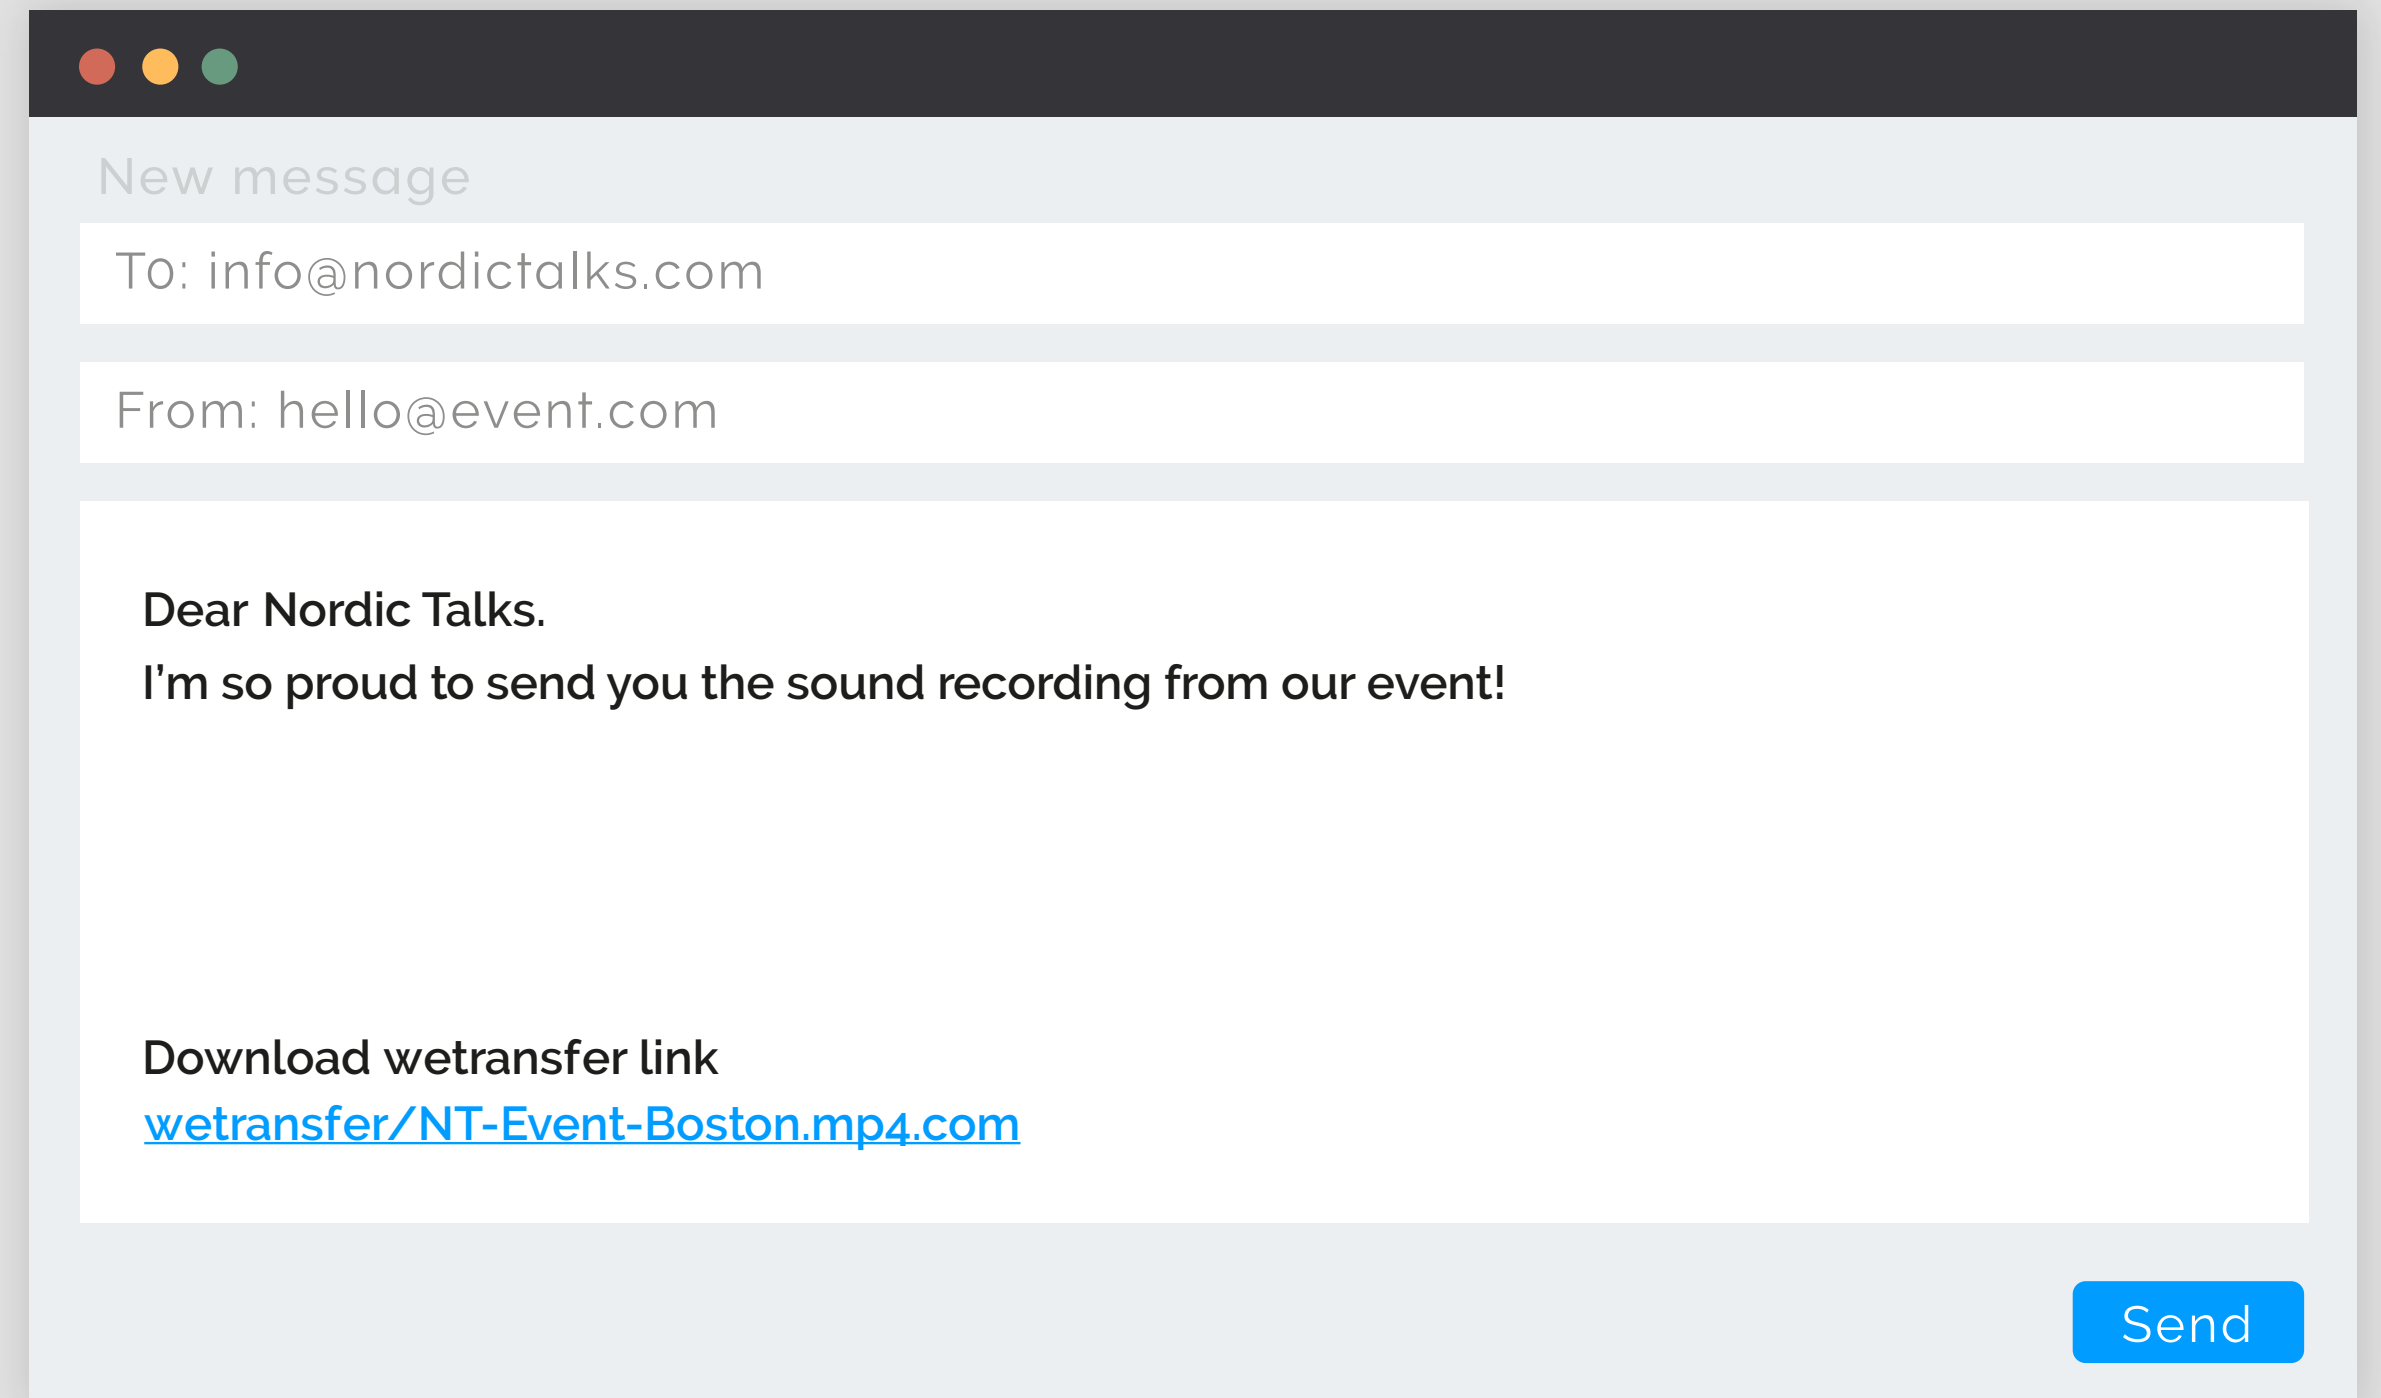 New message
To: info@nordictalks.com
From: hello@event.com
Dear Nordic Talks.
I'm so proud to send you the sound recording from our event!
Download wetransfer link
wetransfer/NT-Event-Boston.mp4.com
Send